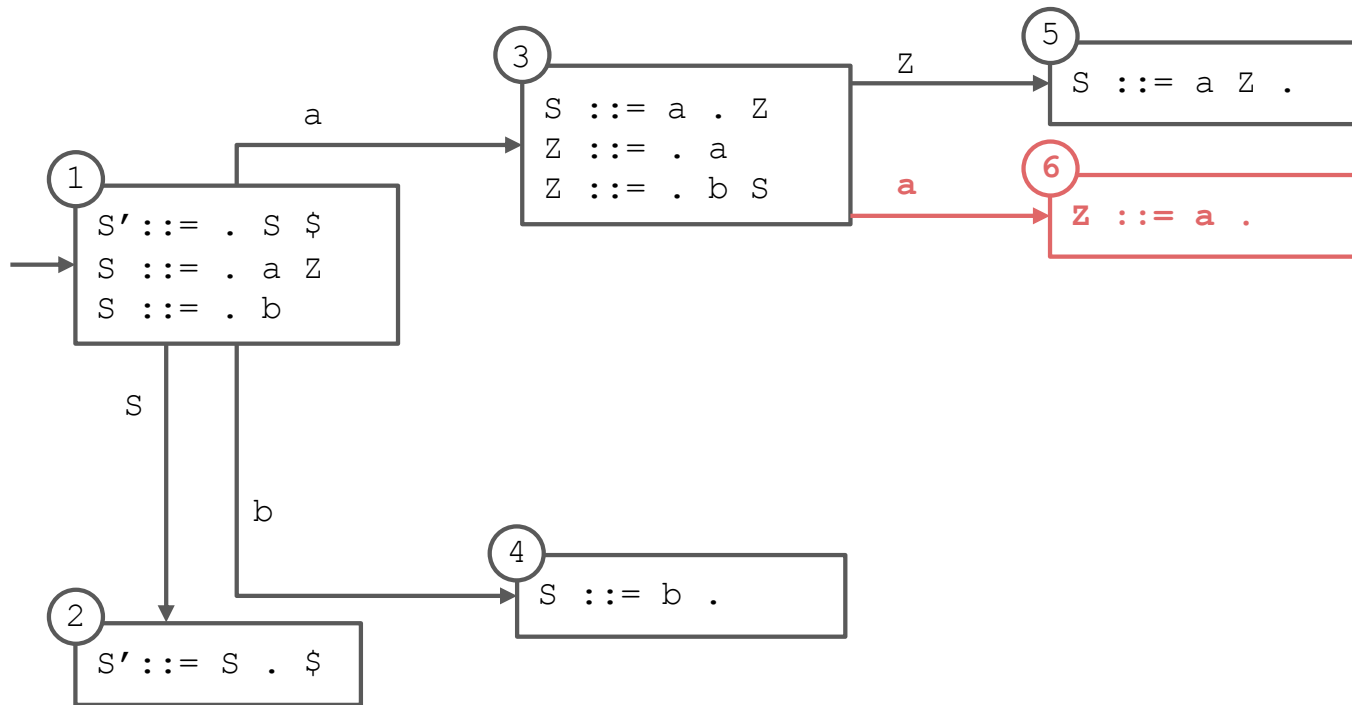 5
3
Z
S ::= a Z .
S ::= a . Z
Z ::= . a
Z ::= . b S
a
6
a
Z ::= a .
1
S’::= . S $
S ::= . a Z
S ::= . b
S
b
4
S ::= b .
2
S’::= S . $